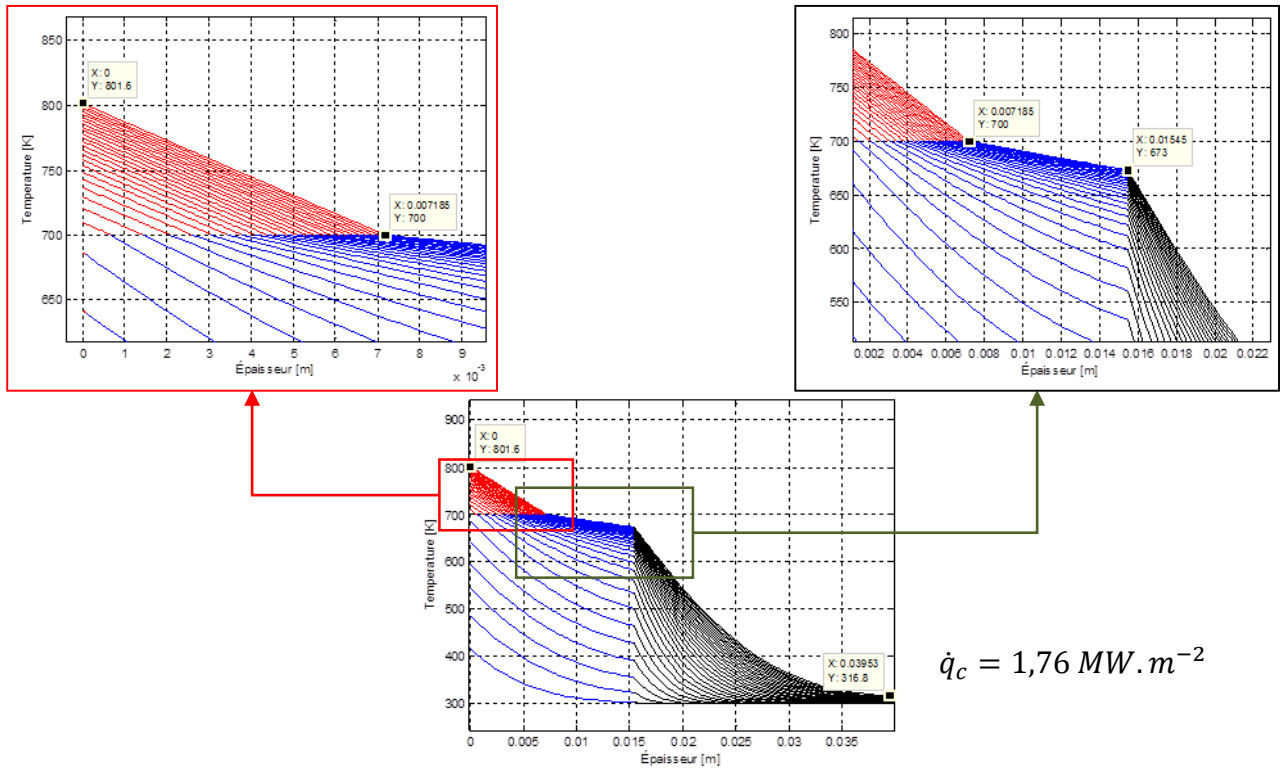 850
800
750
700
650
Temperature [K]
X: 0
Y: 801.6
X: 0.007185
Y: 700
0 1 2 3 4 5 6 7 8 9
Épaisseur [m]
x 10⁻³
800
750
700
650
600
550
Temperature [K]
X: 0.007185
Y: 700
X: 0.01545
Y: 673
0.002 0.004 0.006 0.008 0.01 0.012 0.014 0.016 0.018 0.02 0.022
Épaisseur [m]
900
800
700
600
500
400
300
Temperature [K]
X: 0
Y: 801.6
X: 0.03953
Y: 316.8
0 0.005 0.01 0.015 0.02 0.025 0.03 0.035
Épaisseur [m]
q̇c = 1,76 MW.m⁻²